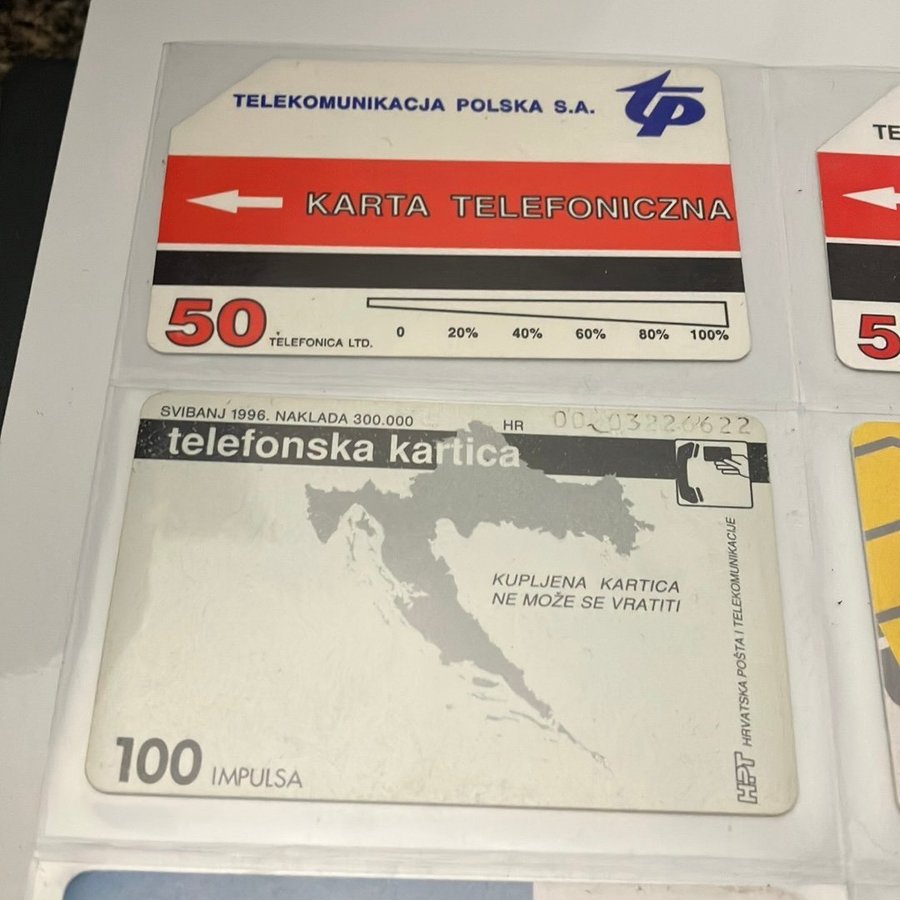 TELEKOMUNIKACJA POLSKA S.A.
TP
KARTA TELEFONICZNA
50
TELEFONICA LTD.
0 20% 40% 60% 80% 100%
TE
5
SVIBANJ 1996. NAKLADA 300.000
HR
telefonska kartica
KUPLJENA KARTICA
NE MOŽE SE VRATITI
HPT HRVATSKA POŠTA I TELEKOMUNIKACIJE
100 IMPULSA